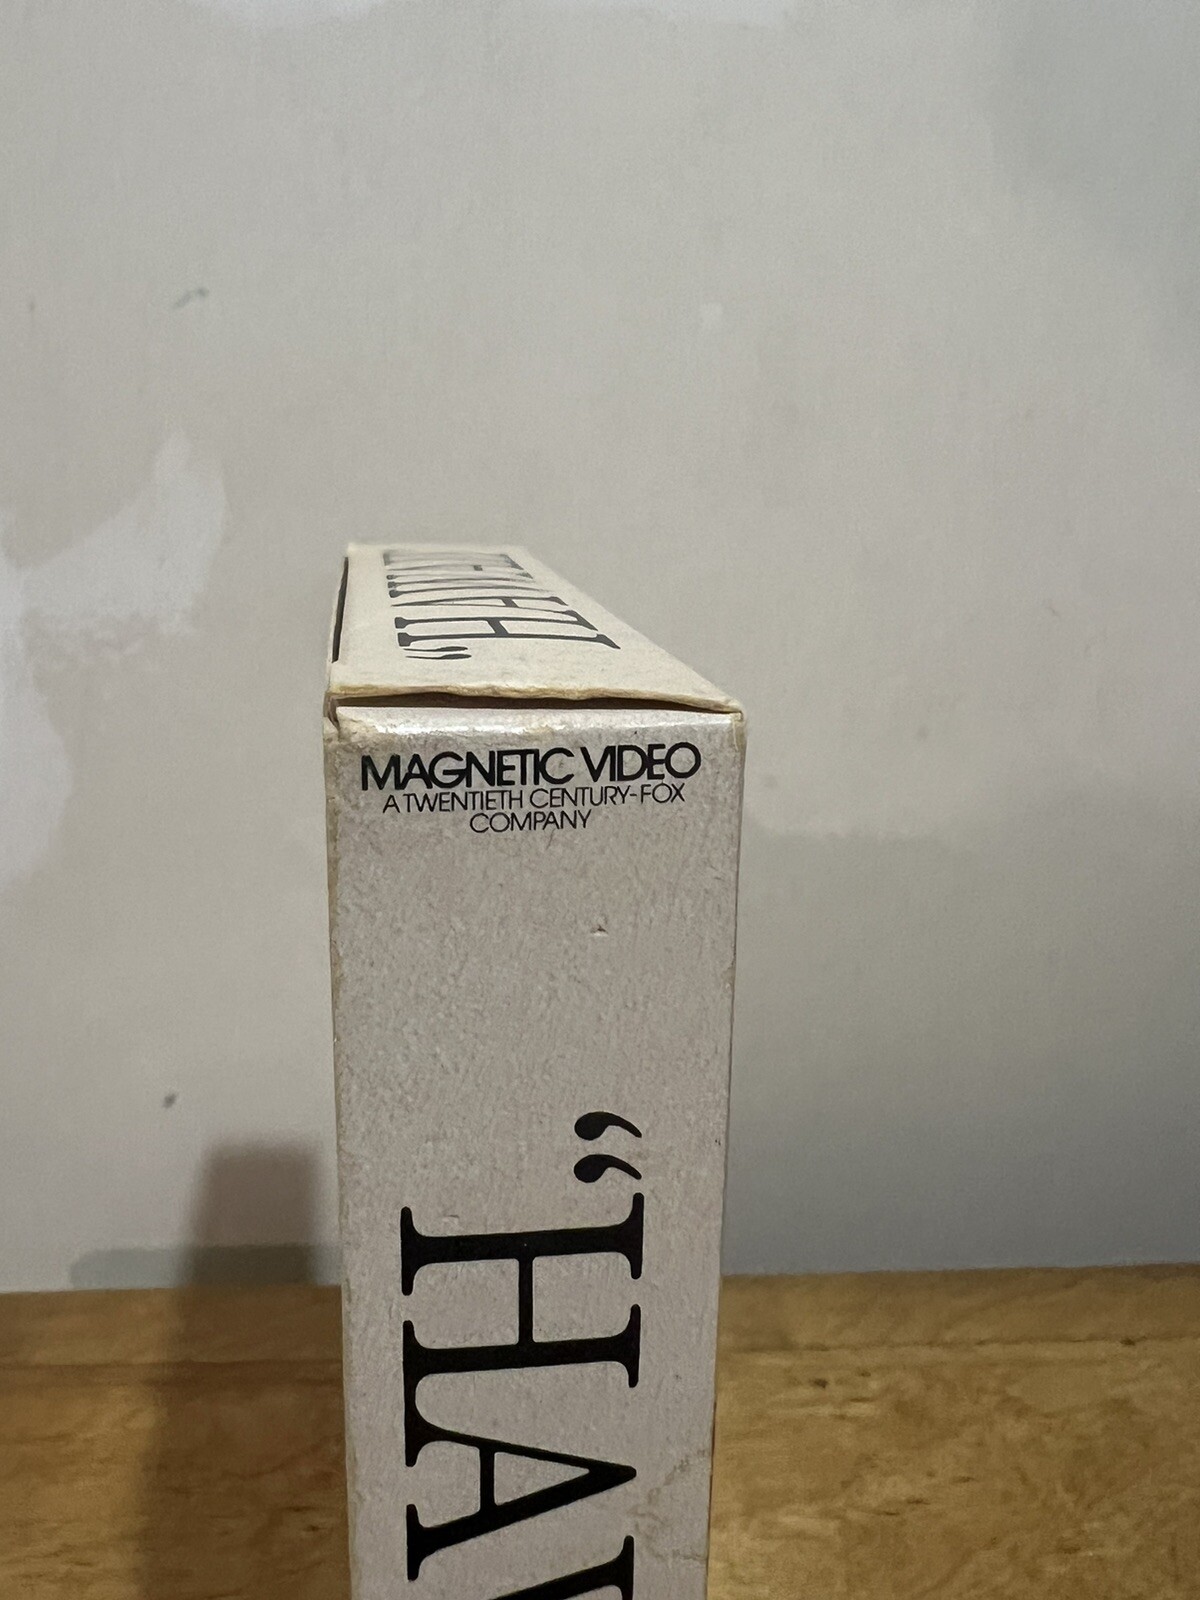 MAGNETIC VIDEO
A TWENTIETH CENTURY-FOX
COMPANY
"HA